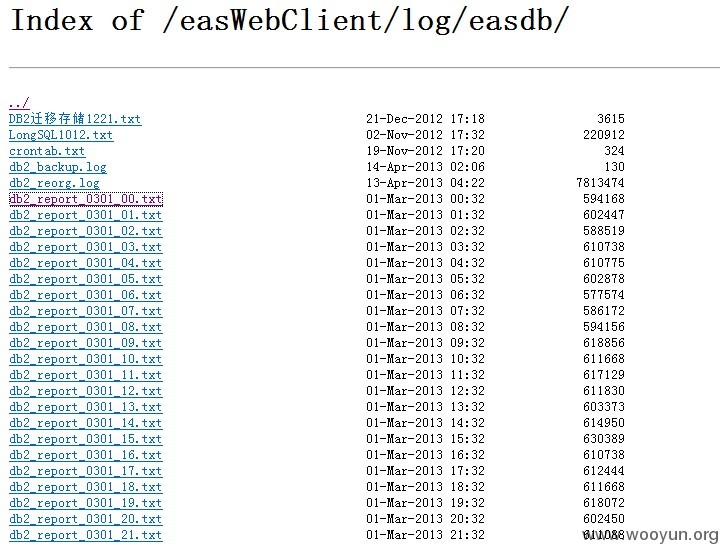 Index of /easWebClient/log/easdb/
../
DB2迁移存储1221.txt 21-Dec-2012 17:18 3615
LongSQL1012.txt 02-Nov-2012 17:32 220912
crontab.txt 19-Nov-2012 17:20 324
db2_backup.log 14-Apr-2013 02:06 130
db2_reorg.log 13-Apr-2013 04:22 7813474
db2_report_0301_00.txt 01-Mar-2013 00:32 594168
db2_report_0301_01.txt 01-Mar-2013 01:32 602447
db2_report_0301_02.txt 01-Mar-2013 02:32 588519
db2_report_0301_03.txt 01-Mar-2013 03:32 610738
db2_report_0301_04.txt 01-Mar-2013 04:32 610775
db2_report_0301_05.txt 01-Mar-2013 05:32 602878
db2_report_0301_06.txt 01-Mar-2013 06:32 577574
db2_report_0301_07.txt 01-Mar-2013 07:32 586172
db2_report_0301_08.txt 01-Mar-2013 08:32 594156
db2_report_0301_09.txt 01-Mar-2013 09:32 618856
db2_report_0301_10.txt 01-Mar-2013 10:32 611668
db2_report_0301_11.txt 01-Mar-2013 11:32 617129
db2_report_0301_12.txt 01-Mar-2013 12:32 611830
db2_report_0301_13.txt 01-Mar-2013 13:32 603373
db2_report_0301_14.txt 01-Mar-2013 14:32 614950
db2_report_0301_15.txt 01-Mar-2013 15:32 630389
db2_report_0301_16.txt 01-Mar-2013 16:32 610738
db2_report_0301_17.txt 01-Mar-2013 17:32 612444
db2_report_0301_18.txt 01-Mar-2013 18:32 611668
db2_report_0301_19.txt 01-Mar-2013 19:32 618072
db2_report_0301_20.txt 01-Mar-2013 20:32 602450
db2_report_0301_21.txt 01-Mar-2013 21:32
www.wooyun.org